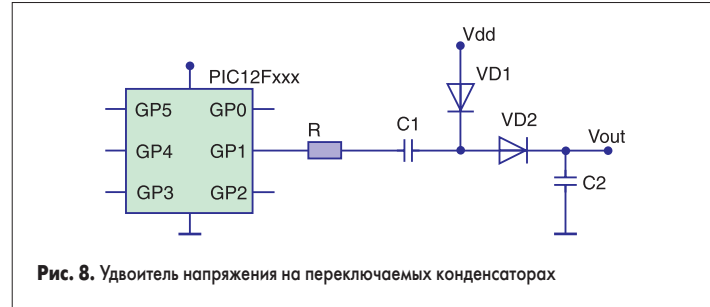 Vdd
PIC12Fxxx
VD1
GP5 GP0
R
C1
VD2
Vout
GP4 GP1
C2
GP3 GP2
Рис. 8. Удвоитель напряжения на переключаемых конденсаторах